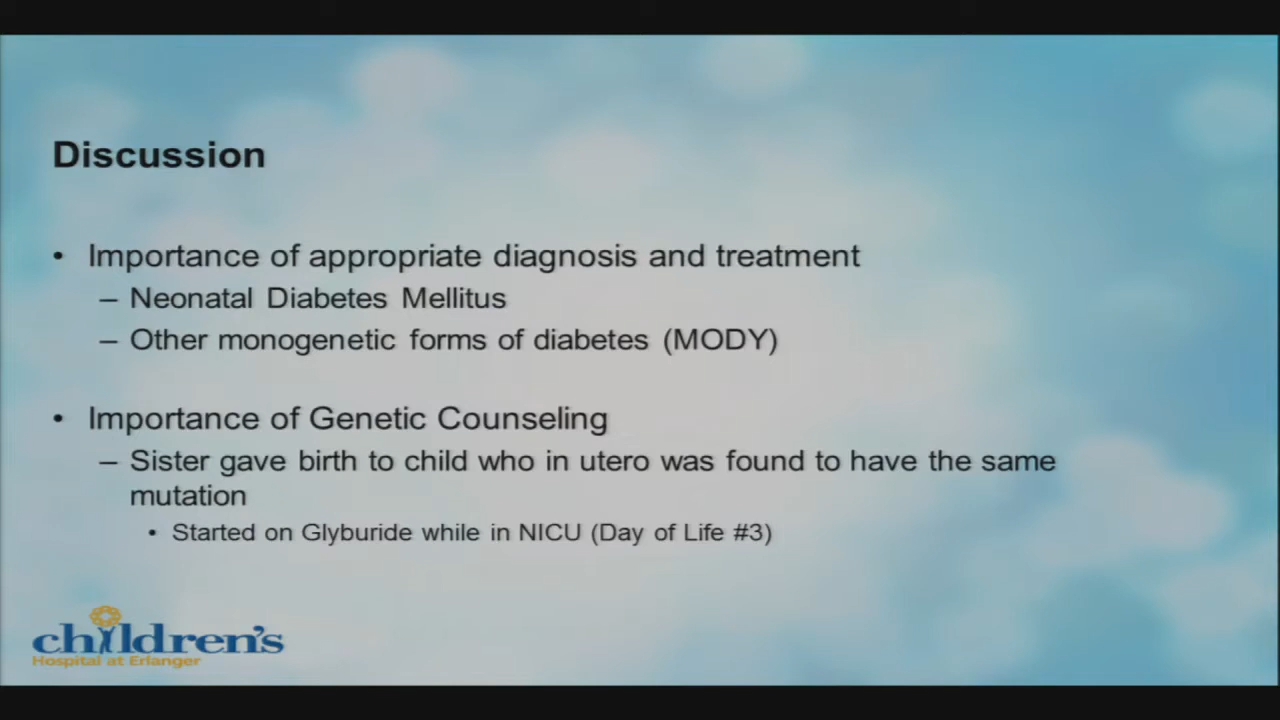 Discussion
• Importance of appropriate diagnosis and treatment
– Neonatal Diabetes Mellitus
– Other monogenetic forms of diabetes (MODY)
• Importance of Genetic Counseling
– Sister gave birth to child who in utero was found to have the same
mutation
• Started on Glyburide while in NICU (Day of Life #3)
children's
Hospital at Erlanger